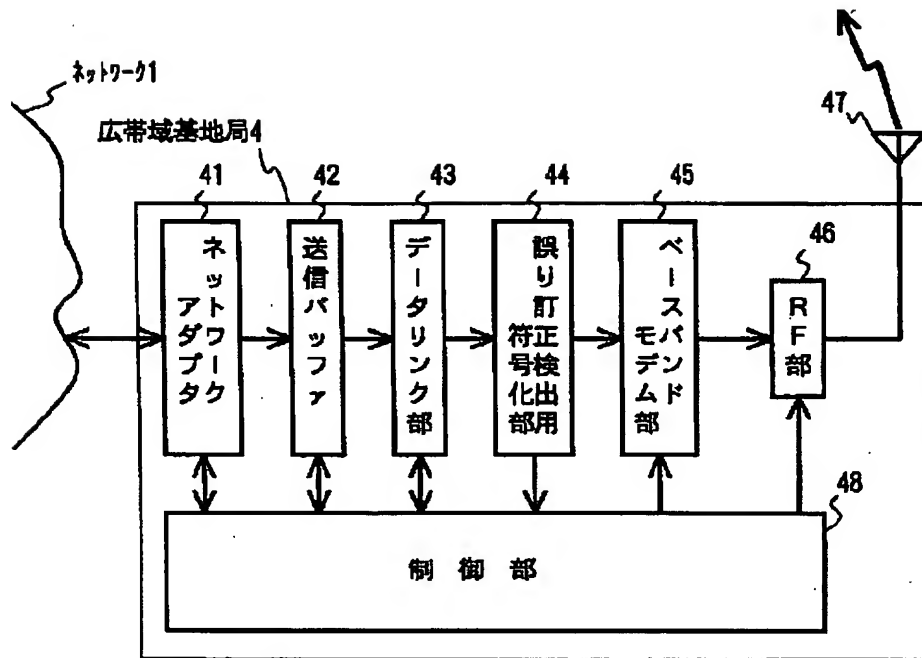 ネットワーク1
広帯域基地局4
47
41
42
43
44
45
46
ネットワーク
アダプタ
送信バッファ
データリンク部
誤り訂正検出用
符号化部
ベースバンド
モデム部
RF部
48
制御部